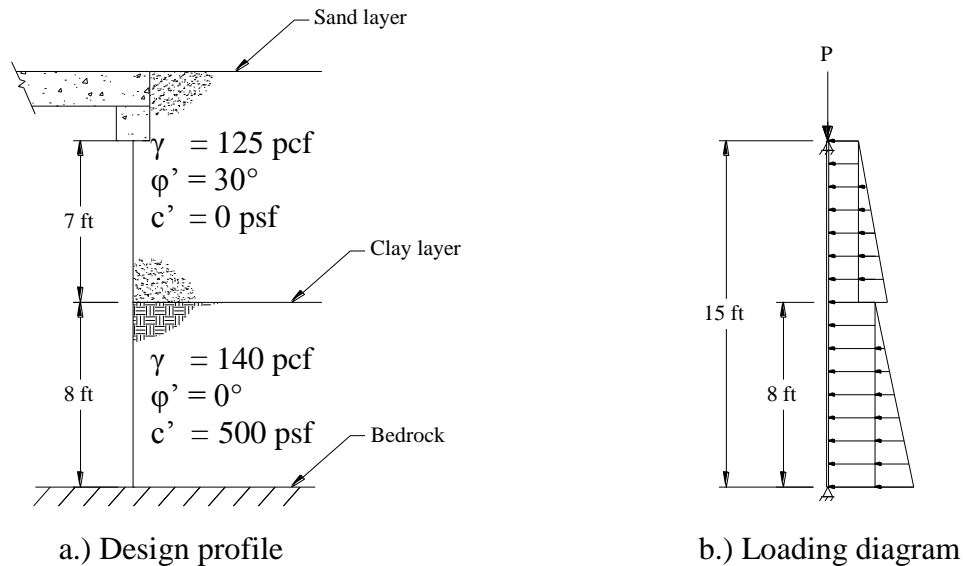 Sand layer
P
γ = 125 pcf
φ’ = 30°
c’ = 0 psf
7 ft
Clay layer
15 ft
γ = 140 pcf
φ’ = 0°
c’ = 500 psf
8 ft
8 ft
Bedrock
a.) Design profile
b.) Loading diagram